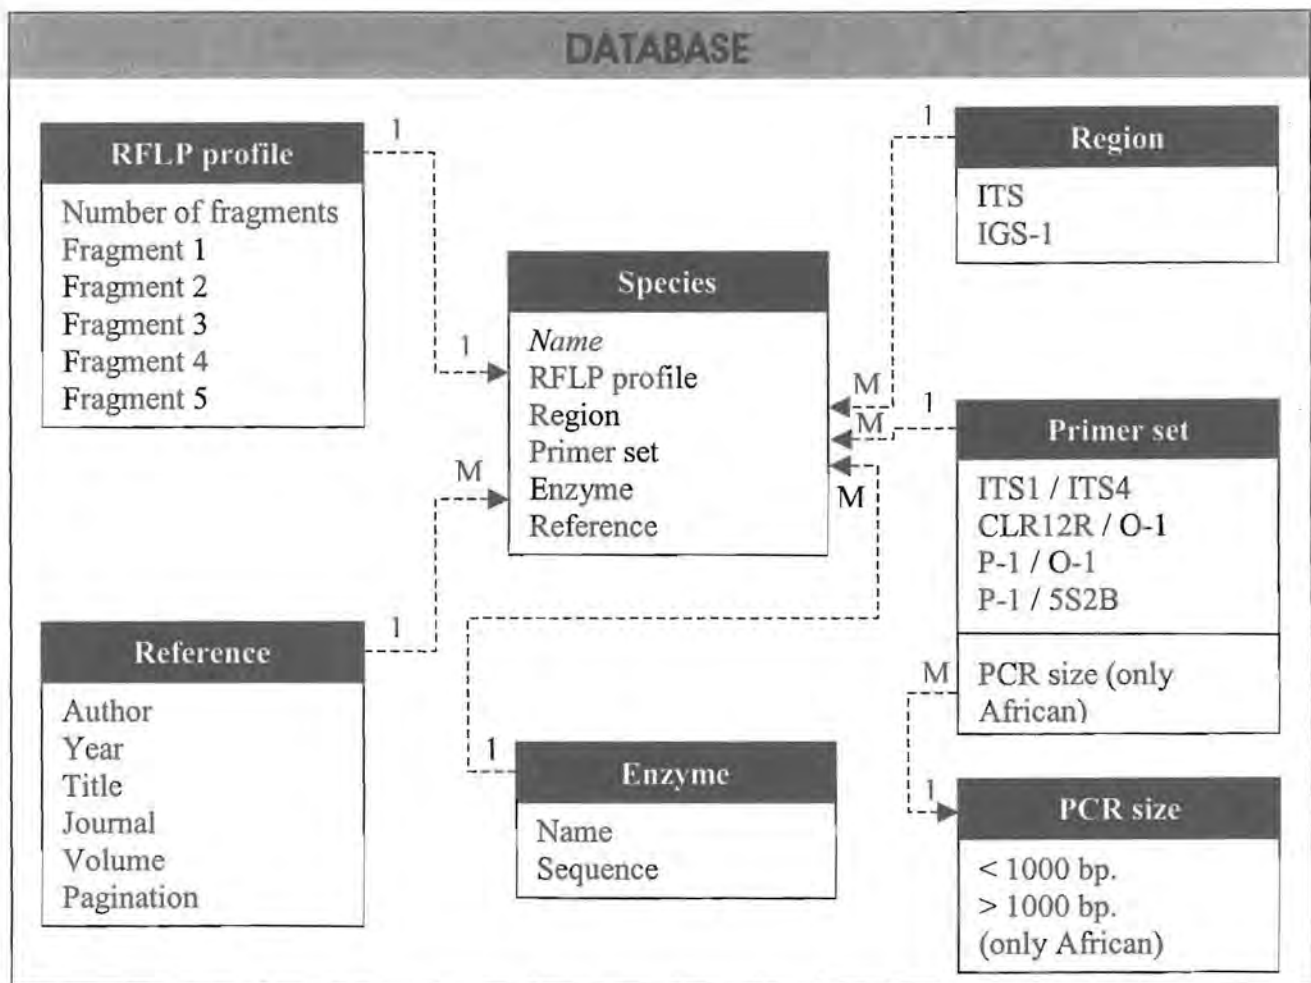 DATABASE
RFLP profile
Number of fragments
Fragment 1
Fragment 2
Fragment 3
Fragment 4
Fragment 5
1
1
Species
Name
RFLP profile
Region
Primer set
Enzyme
Reference
Region
ITS
IGS-1
1
M
Primer set
ITS1 / ITS4
CLR12R / O-1
P-1 / O-1
P-1 / 5S2B
PCR size (only
African)
1
M
M
M
1
Reference
Author
Year
Title
Journal
Volume
Pagination
1
M
Enzyme
Name
Sequence
1
PCR size
< 1000 bp.
> 1000 bp.
(only African)